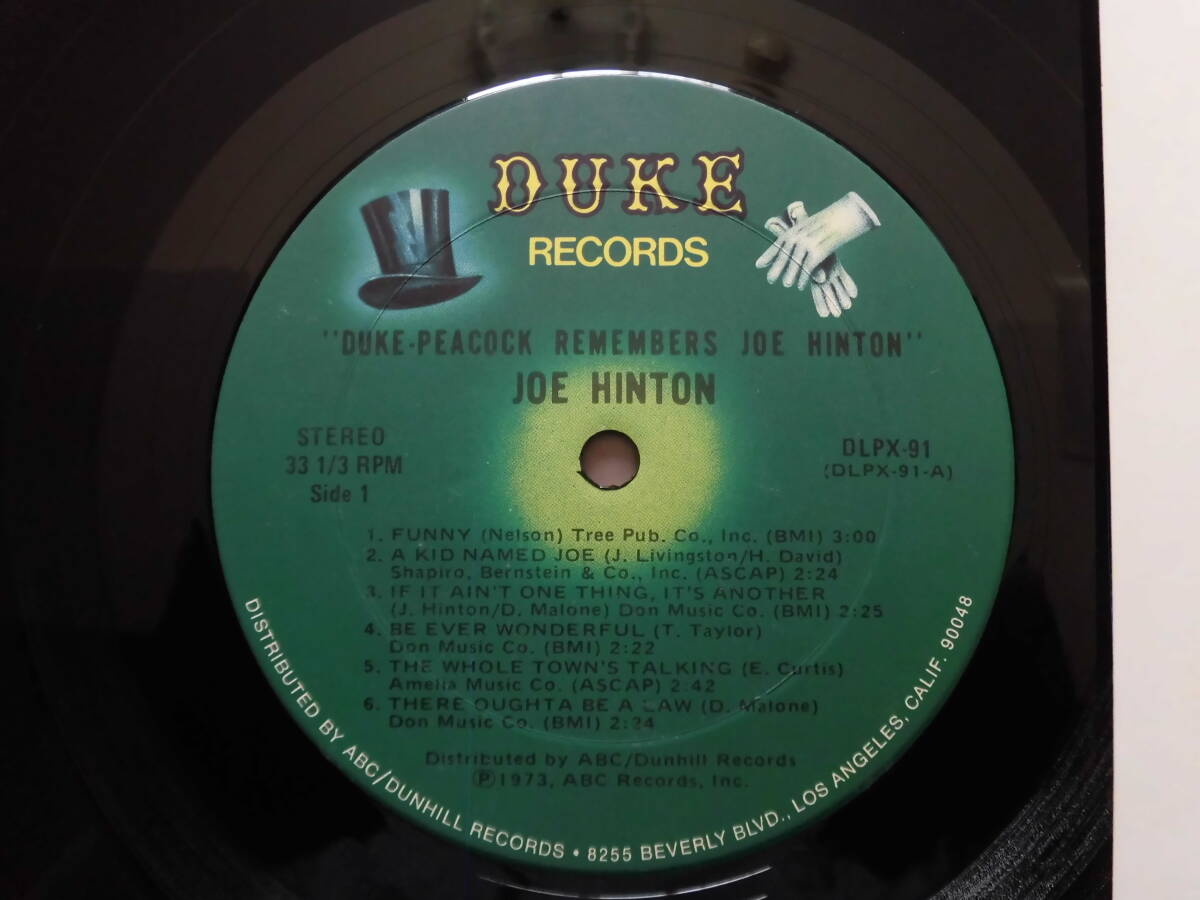 DUKE
RECORDS
"DUKE-PEACOCK REMEMBERS JOE HINTON"
JOE HINTON
STEREO
33 1/3 RPM
Side 1
DLPX-91
(DLPX-91-A)
1. FUNNY (Nelson) Tree Pub. Co., Inc. (BMI) 3:00
2. A KID NAMED JOE (J. Livingston/H. David)
Shapiro, Bernstein & Co., Inc. (ASCAP) 2:24
3. IF IT AIN'T ONE THING, IT'S ANOTHER
(J. Hinton/D. Malone) Don Music Co. (BMI) 2:25
4. BE EVER WONDERFUL (T. Taylor)
Don Music Co. (BMI) 2:22
5. THE WHOLE TOWN'S TALKING (E. Curtis)
Amelia Music Co. (ASCAP) 2:42
6. THERE OUGHTA BE A LAW (D. Malone)
Don Music Co. (BMI) 2:34
Distributed by ABC/Dunhill Records
Ⓟ1973, ABC Records, Inc.
DISTRIBUTED BY ABC/DUNHILL RECORDS • 8255 BEVERLY BLVD., LOS ANGELES, CALIF. 90048